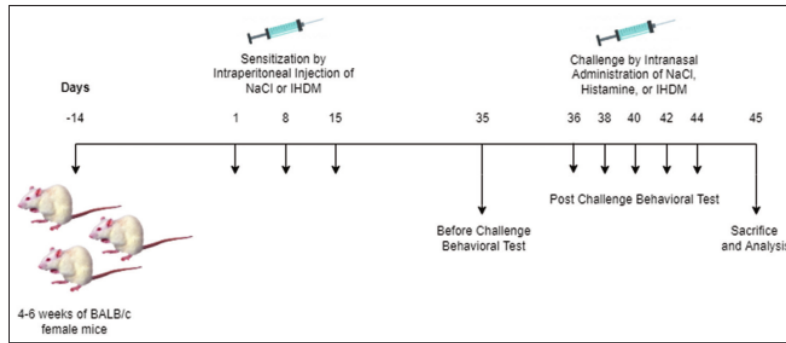 Sensitization by
Intraperitoneal Injection of
NaCl or IHDM
Challenge by Intranasal
Administration of NaCl,
Histamine, or IHDM
Days
-14 1 8 15 35 36 38 40 42 44 45
Post Challenge Behavioral Test
Before Challenge
Behavioral Test
Sacrifice
and Analysis
4-6 weeks of BALB/c
female mice